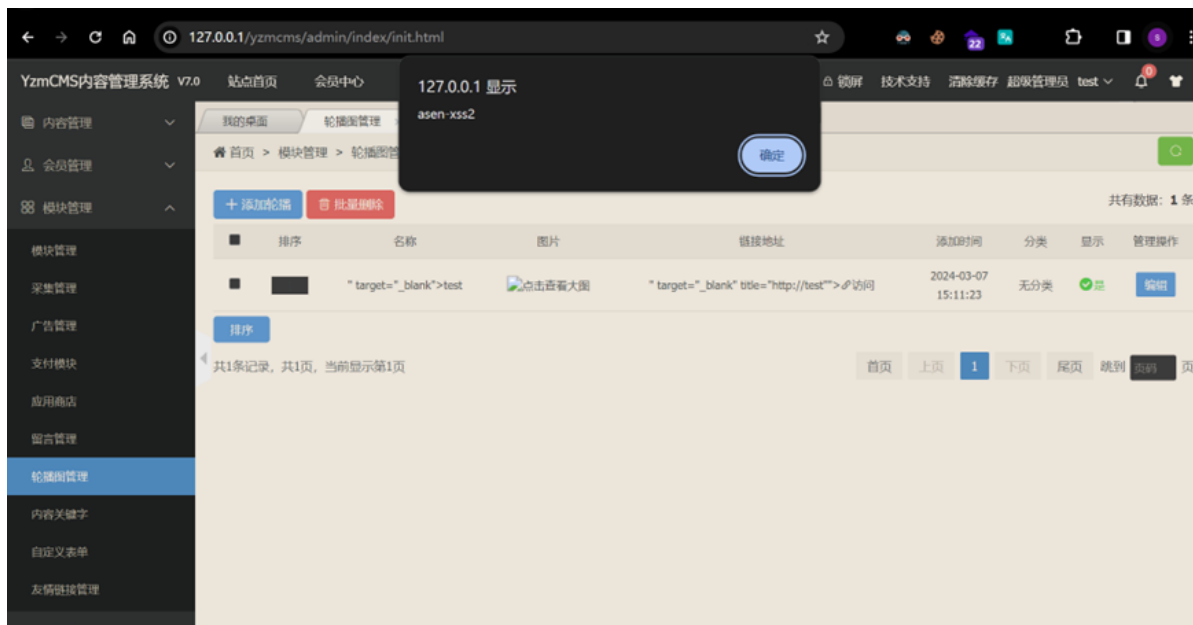 127.0.0.1/yzmcms/admin/index/init.html
22
s
YzmCMS内容管理系统 V7.0 站点首页 会员中心
锁屏 技术支持 清除缓存 超级管理员 test 0
127.0.0.1 显示
asen-xss2
确定
内容管理
会员管理
模块管理
模块管理
采集管理
广告管理
支付模块
应用商店
留言管理
轮播图管理
内容关键字
自定义表单
友情链接管理
我的桌面 轮播图管理
首页 > 模块管理 > 轮播图管
添加轮播 批量删除 共有数据: 1 条
排序 名称 图片 链接地址 添加时间 分类 显示 管理操作
" target="_blank">test 点击查看大图 " target="_blank" title="http://test"">访问 2024-03-07 15:11:23 无分类 是 编辑
排序
共1条记录, 共1页, 当前显示第1页 首页 上页 1 下页 尾页 跳到 页码 页